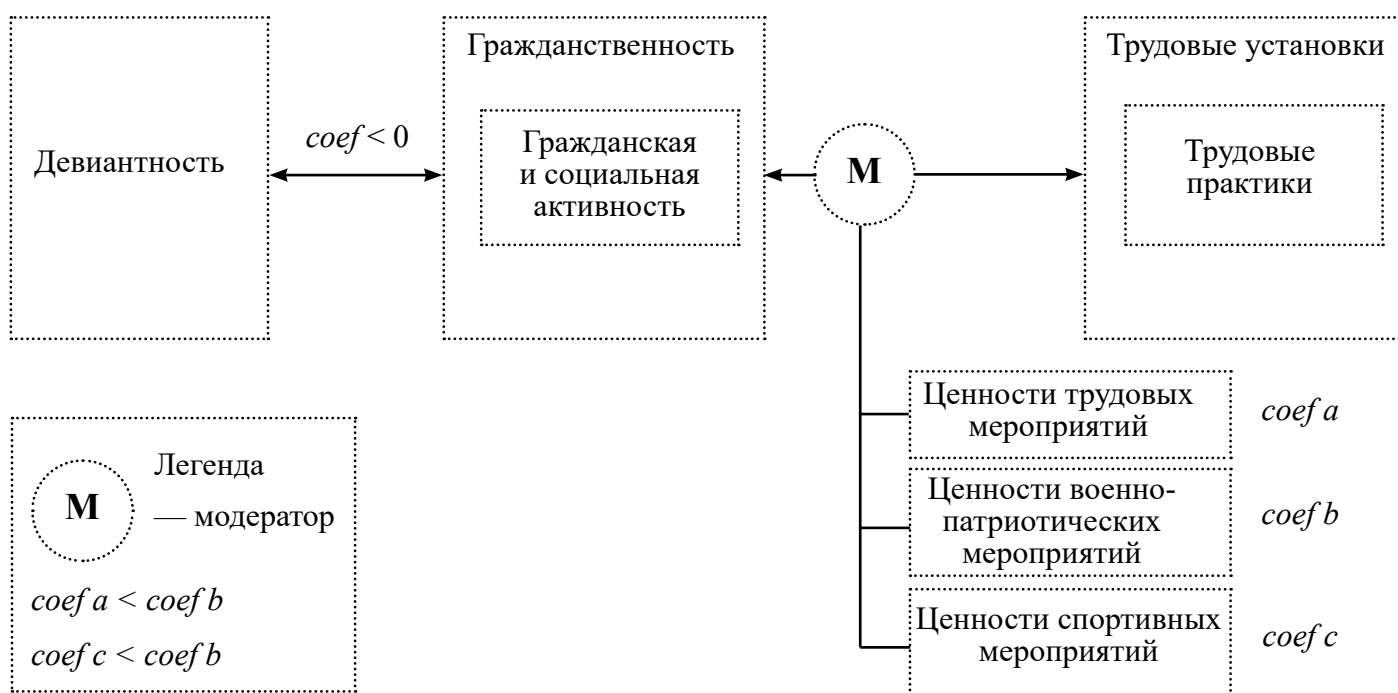 Девиантность
coef < 0
Гражданственность
Гражданская
и социальная
активность
М
Трудовые установки
Трудовые
практики
Ценности трудовых
мероприятий
coef a
Ценности военно-
патриотических
мероприятий
coef b
Ценности спортивных
мероприятий
coef c
Легенда
М
— модератор
coef a < coef b
coef c < coef b